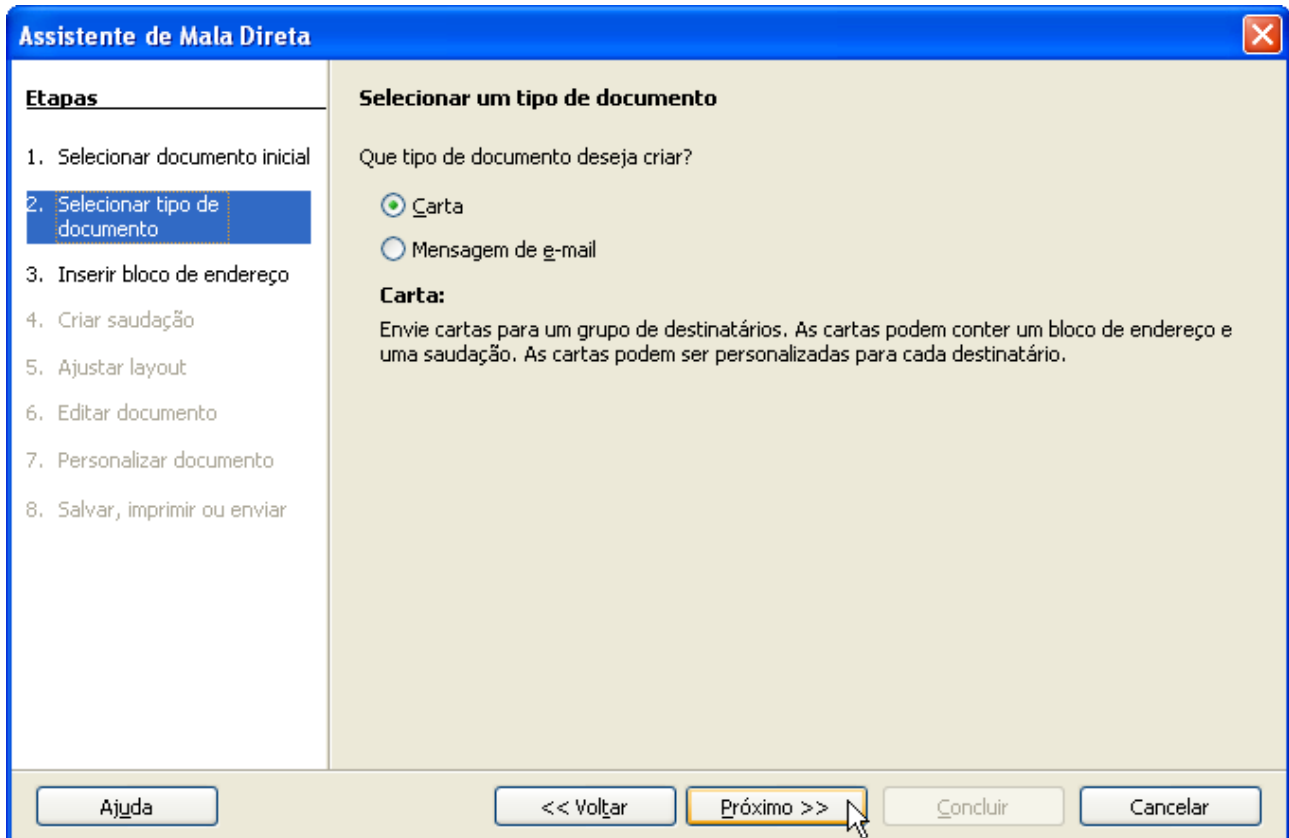 Assistente de Mala Direta
Etapas
1. Selecionar documento inicial
2. Selecionar tipo de
documento
3. Inserir bloco de endereço
4. Criar saudação
5. Ajustar layout
6. Editar documento
7. Personalizar documento
8. Salvar, imprimir ou enviar
Selecionar um tipo de documento
Que tipo de documento deseja criar?
Carta
Mensagem de e-mail
Carta:
Envie cartas para um grupo de destinatários. As cartas podem conter um bloco de endereço e
uma saudação. As cartas podem ser personalizadas para cada destinatário.
Ajuda
<< Voltar
Próximo >>
Concluir
Cancelar